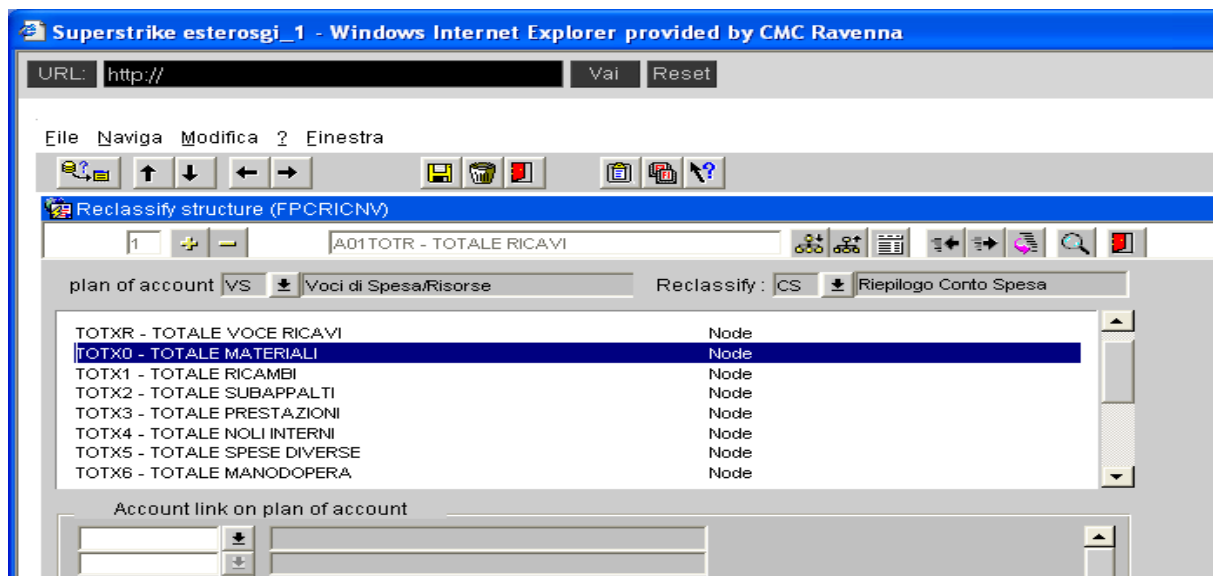 Superstrike esterosgi_1 - Windows Internet Explorer provided by CMC Ravenna
URL: http:// Vai Reset
File Naviga Modifica ? Finestra
Reclassify structure (FPCRICNV)
1 A01TOTR - TOTALE RICAVI
plan of account VS Voci di Spesa/Risorse Reclassify : CS Riepilogo Conto Spesa
TOTXR - TOTALE VOCE RICAVI Node
TOTX0 - TOTALE MATERIALI Node
TOTX1 - TOTALE RICAMBI Node
TOTX2 - TOTALE SUBAPPALTI Node
TOTX3 - TOTALE PRESTAZIONI Node
TOTX4 - TOTALE NOLI INTERNI Node
TOTX5 - TOTALE SPESE DIVERSE Node
TOTX6 - TOTALE MANODOPERA Node
Account link on plan of account